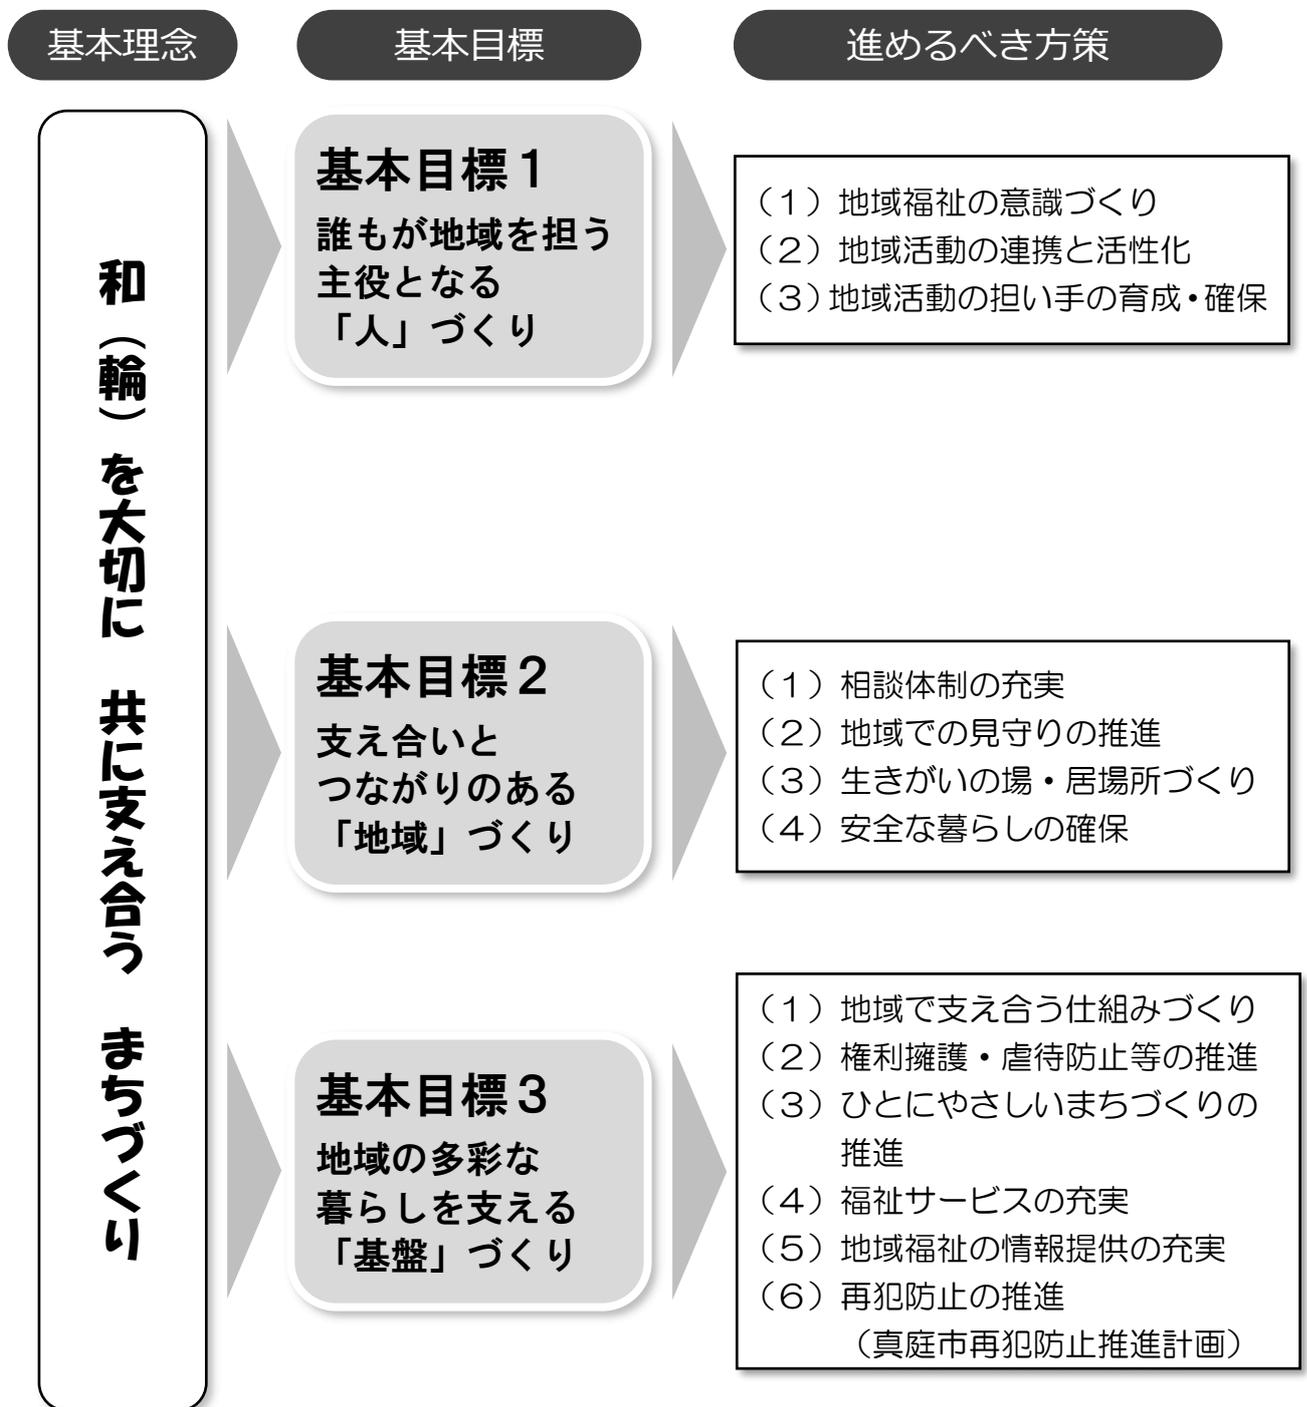 基本理念
基本目標
進めるべき方策
和（輪）を大切に　共に支え合う　まちづくり
基本目標１
誰もが地域を担う
主役となる
「人」づくり
（１）地域福祉の意識づくり
（２）地域活動の連携と活性化
（３）地域活動の担い手の育成・確保
基本目標２
支え合いと
つながりのある
「地域」づくり
（１）相談体制の充実
（２）地域での見守りの推進
（３）生きがいの場・居場所づくり
（４）安全な暮らしの確保
基本目標３
地域の多彩な
暮らしを支える
「基盤」づくり
（１）地域で支え合う仕組みづくり
（２）権利擁護・虐待防止等の推進
（３）ひとにやさしいまちづくりの
推進
（４）福祉サービスの充実
（５）地域福祉の情報提供の充実
（６）再犯防止の推進
（真庭市再犯防止推進計画）